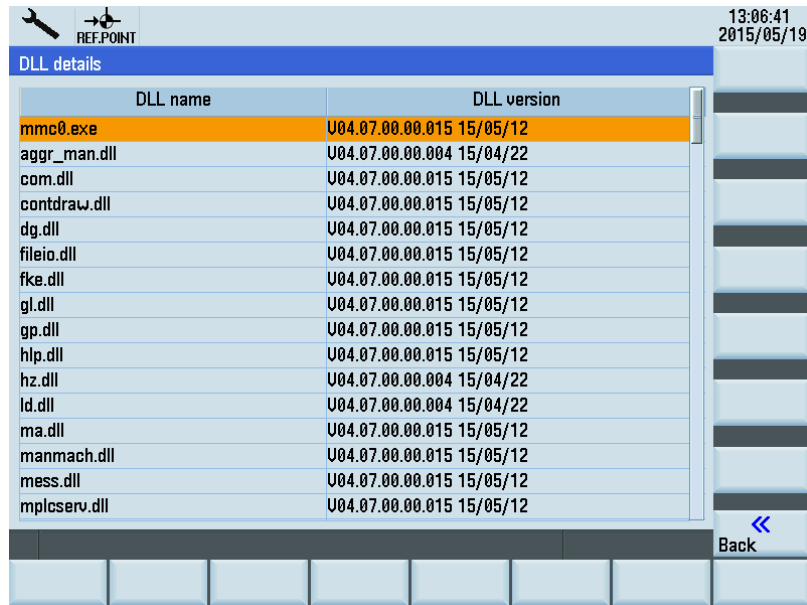 13:06:41
REF.POINT
2015/05/19
DLL details
DLL name DLL version
mmc0.exe V04.07.00.00.015 15/05/12
aggr_man.dll V04.07.00.00.004 15/04/22
com.dll V04.07.00.00.015 15/05/12
contdraw.dll V04.07.00.00.015 15/05/12
dg.dll V04.07.00.00.015 15/05/12
fileio.dll V04.07.00.00.015 15/05/12
fke.dll V04.07.00.00.015 15/05/12
gl.dll V04.07.00.00.015 15/05/12
gp.dll V04.07.00.00.015 15/05/12
hlp.dll V04.07.00.00.015 15/05/12
hz.dll V04.07.00.00.004 15/04/22
ld.dll V04.07.00.00.004 15/04/22
ma.dll V04.07.00.00.015 15/05/12
manmach.dll V04.07.00.00.015 15/05/12
mess.dll V04.07.00.00.015 15/05/12
mplcserv.dll V04.07.00.00.015 15/05/12
Back